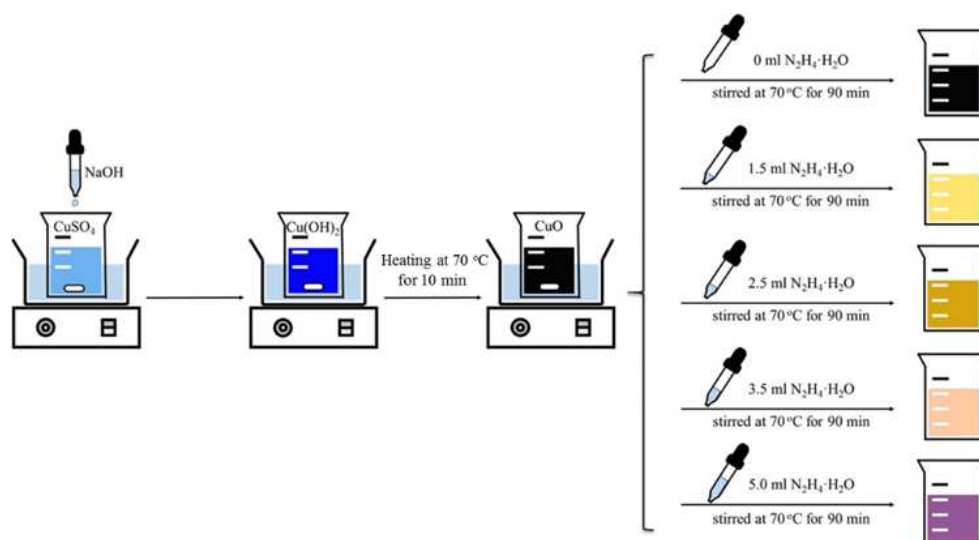 NaOH
CuSO₄
Cu(OH)₂
Heating at 70 °C
for 10 min
CuO
0 ml N₂H₄·H₂O
stirred at 70 °C for 90 min
1.5 ml N₂H₄·H₂O
stirred at 70 °C for 90 min
2.5 ml N₂H₄·H₂O
stirred at 70 °C for 90 min
3.5 ml N₂H₄·H₂O
stirred at 70 °C for 90 min
5.0 ml N₂H₄·H₂O
stirred at 70 °C for 90 min